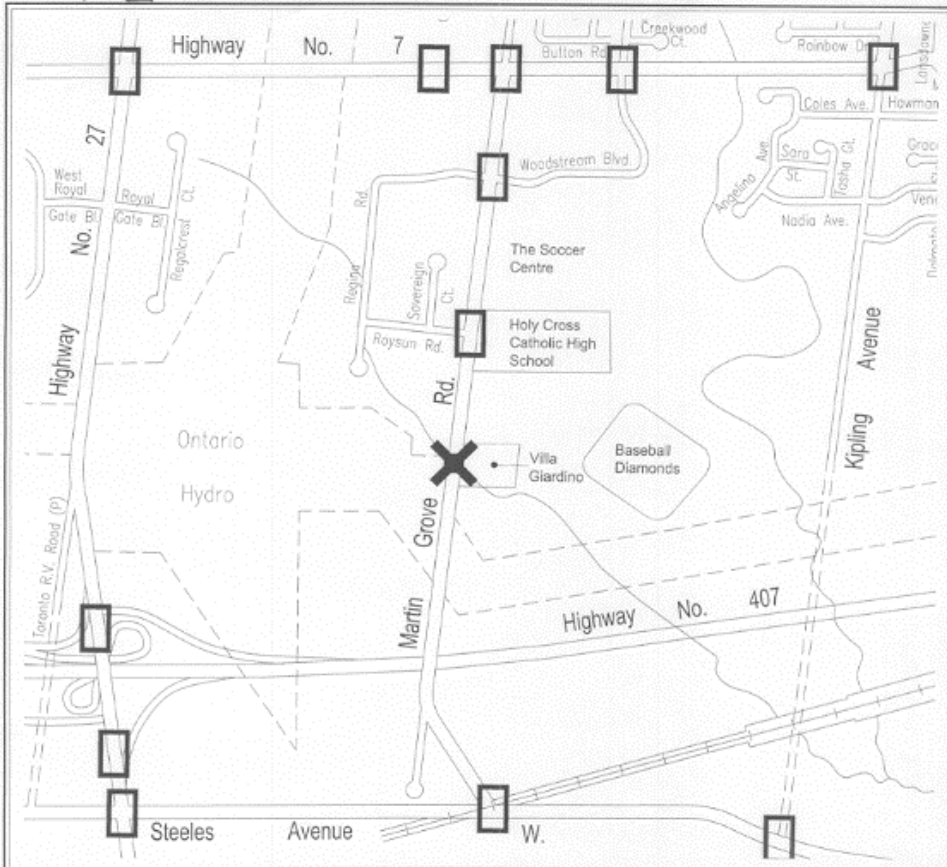 Highway No. 7
Creekwood
Ct.
Button Rd
Rainbow Dr
Lansdowne
27
Coles Ave.
Howman
West
Royal
Gate Bl.
Royal
Gate Bl
Regalcrest Ct.
No.
Highway
Woodstream Blvd.
Angelina Ave.
Sara
St.
Tasha Ct.
Nadia Ave.
Regina Rd.
Sovereign Ct.
The Soccer
Centre
Roysun Rd.
Holy Cross
Catholic High
School
Rd.
Ontario
Hydro
Villa
Giardino
Baseball
Diamonds
Kipling Avenue
Grove
Martin
Toronto R.V. Road (P)
Highway No. 407
Steeles Avenue W.